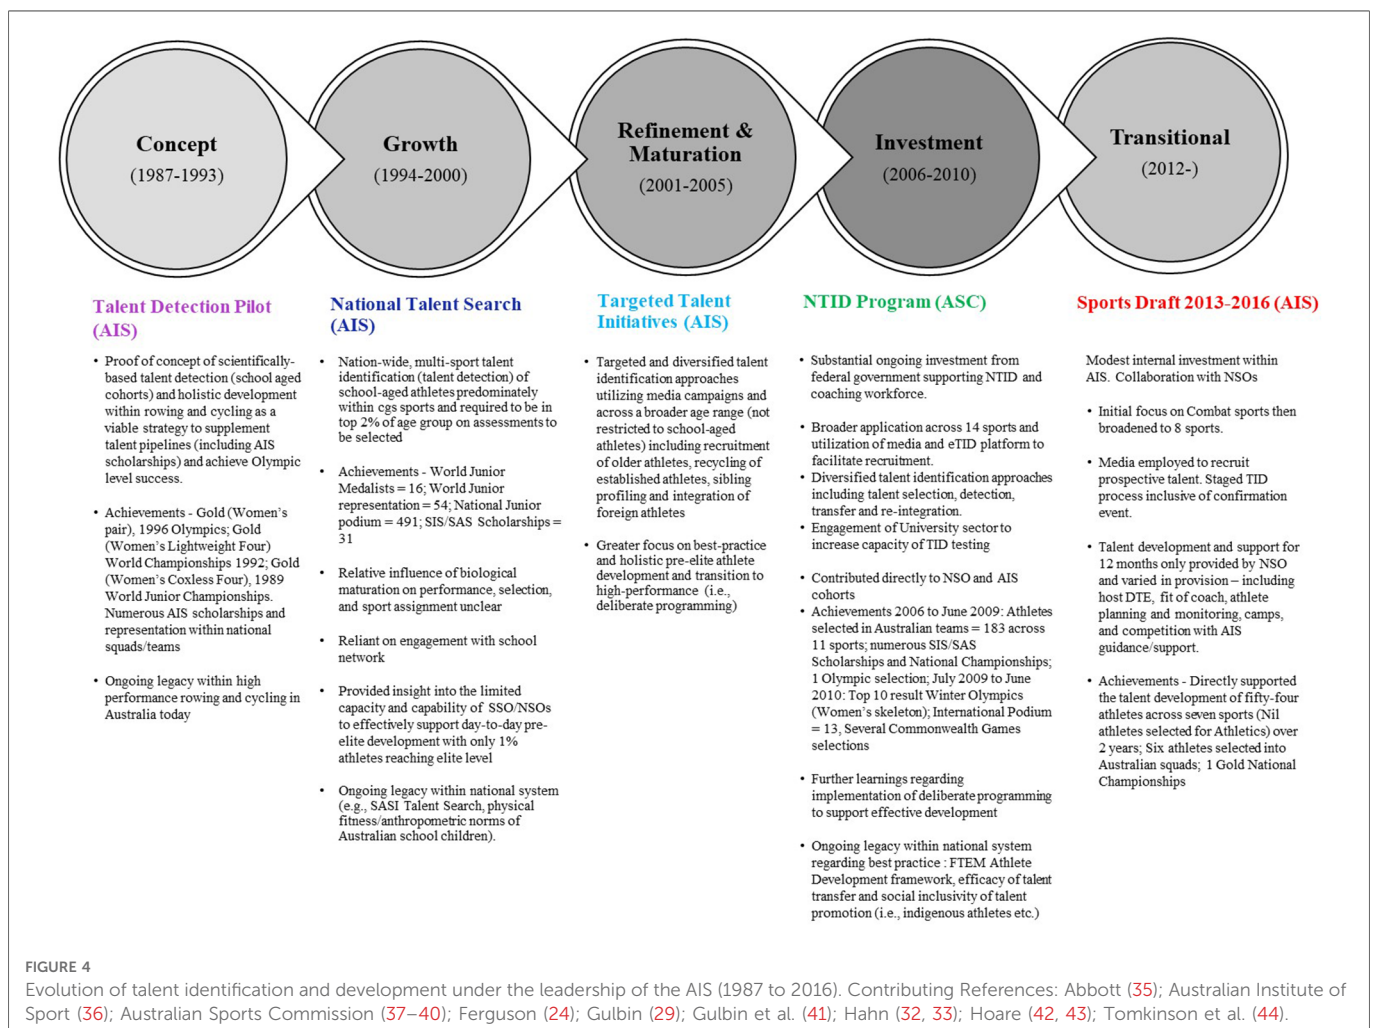 Concept
(1987-1993)
Growth
(1994-2000)
Refinement &
Maturation
(2001-2005)
Investment
(2006-2010)
Transitional
(2012-)
Talent Detection Pilot
(AIS)
• Proof of concept of scientifically-
based talent detection (school aged
cohorts) and holistic development
within rowing and cycling as a
viable strategy to supplement
talent pipelines (including AIS
scholarships) and achieve Olympic
level success.
• Achievements - Gold (Women's
pair), 1996 Olympics; Gold
(Women's Lightweight Four)
World Championships 1992; Gold
(Women's Coxless Four), 1989
World Junior Championships.
Numerous AIS scholarships and
representation within national
squads/teams
• Ongoing legacy within high
performance rowing and cycling in
Australia today
National Talent Search
(AIS)
• Nation-wide, multi-sport talent
identification (talent detection) of
school-aged athletes predominately
within cgs sports and required to be in
top 2% of age group on assessments to
be selected
• Achievements - World Junior
Medalists = 16; World Junior
representation = 54; National Junior
podium = 491; SIS/SAS Scholarships =
31
• Relative influence of biological
maturation on performance, selection,
and sport assignment unclear
• Reliant on engagement with school
network
• Provided insight into the limited
capacity and capability of SSO/NSOs
to effectively support day-to-day pre-
elite development with only 1%
athletes reaching elite level
• Ongoing legacy within national system
(e.g., SASI Talent Search, physical
fitness/anthropometric norms of
Australian school children).
Targeted Talent
Initiatives (AIS)
• Targeted and diversified talent
identification approaches
utilizing media campaigns and
across a broader age range (not
restricted to school-aged
athletes) including recruitment
of older athletes, recycling of
established athletes, sibling
profiling and integration of
foreign athletes
• Greater focus on best-practice
and holistic pre-elite athlete
development and transition to
high-performance (i.e.,
deliberate programming)
NTID Program (ASC)
• Substantial ongoing investment from
federal government supporting NTID and
coaching workforce.
• Broader application across 14 sports and
utilization of media and eTID platform to
facilitate recruitment.
• Diversified talent identification approaches
including talent selection, detection,
transfer and re-integration.
• Engagement of University sector to
increase capacity of TID testing
• Contributed directly to NSO and AIS
cohorts
• Achievements 2006 to June 2009: Athletes
selected in Australian teams = 183 across
11 sports; numerous SIS/SAS
Scholarships and National Championships;
1 Olympic selection; July 2009 to June
2010: Top 10 result Winter Olympics
(Women's skeleton); International Podium
= 13, Several Commonwealth Games
selections
• Further learnings regarding
implementation of deliberate programming
to support effective development
• Ongoing legacy within national system
regarding best practice : FTEM Athlete
Development framework, efficacy of talent
transfer and social inclusivity of talent
promotion (i.e., indigenous athletes etc.)
Sports Draft 2013-2016 (AIS)
Modest internal investment within
AIS. Collaboration with NSOs
• Initial focus on Combat sports then
broadened to 8 sports.
• Media employed to recruit
prospective talent. Staged TID
process inclusive of confirmation
event.
• Talent development and support for
12 months only provided by NSO
and varied in provision – including
host DTE, fit of coach, athlete
planning and monitoring, camps,
and competition with AIS
guidance/support.
• Achievements - Directly supported
the talent development of fifty-four
athletes across seven sports (Nil
athletes selected for Athletics) over
2 years; Six athletes selected into
Australian squads; 1 Gold National
Championships
FIGURE 4
Evolution of talent identification and development under the leadership of the AIS (1987 to 2016). Contributing References: Abbott (35); Australian Institute of
Sport (36); Australian Sports Commission (37–40); Ferguson (24); Gulbin (29); Gulbin et al. (41); Hahn (32, 33); Hoare (42, 43); Tomkinson et al. (44).